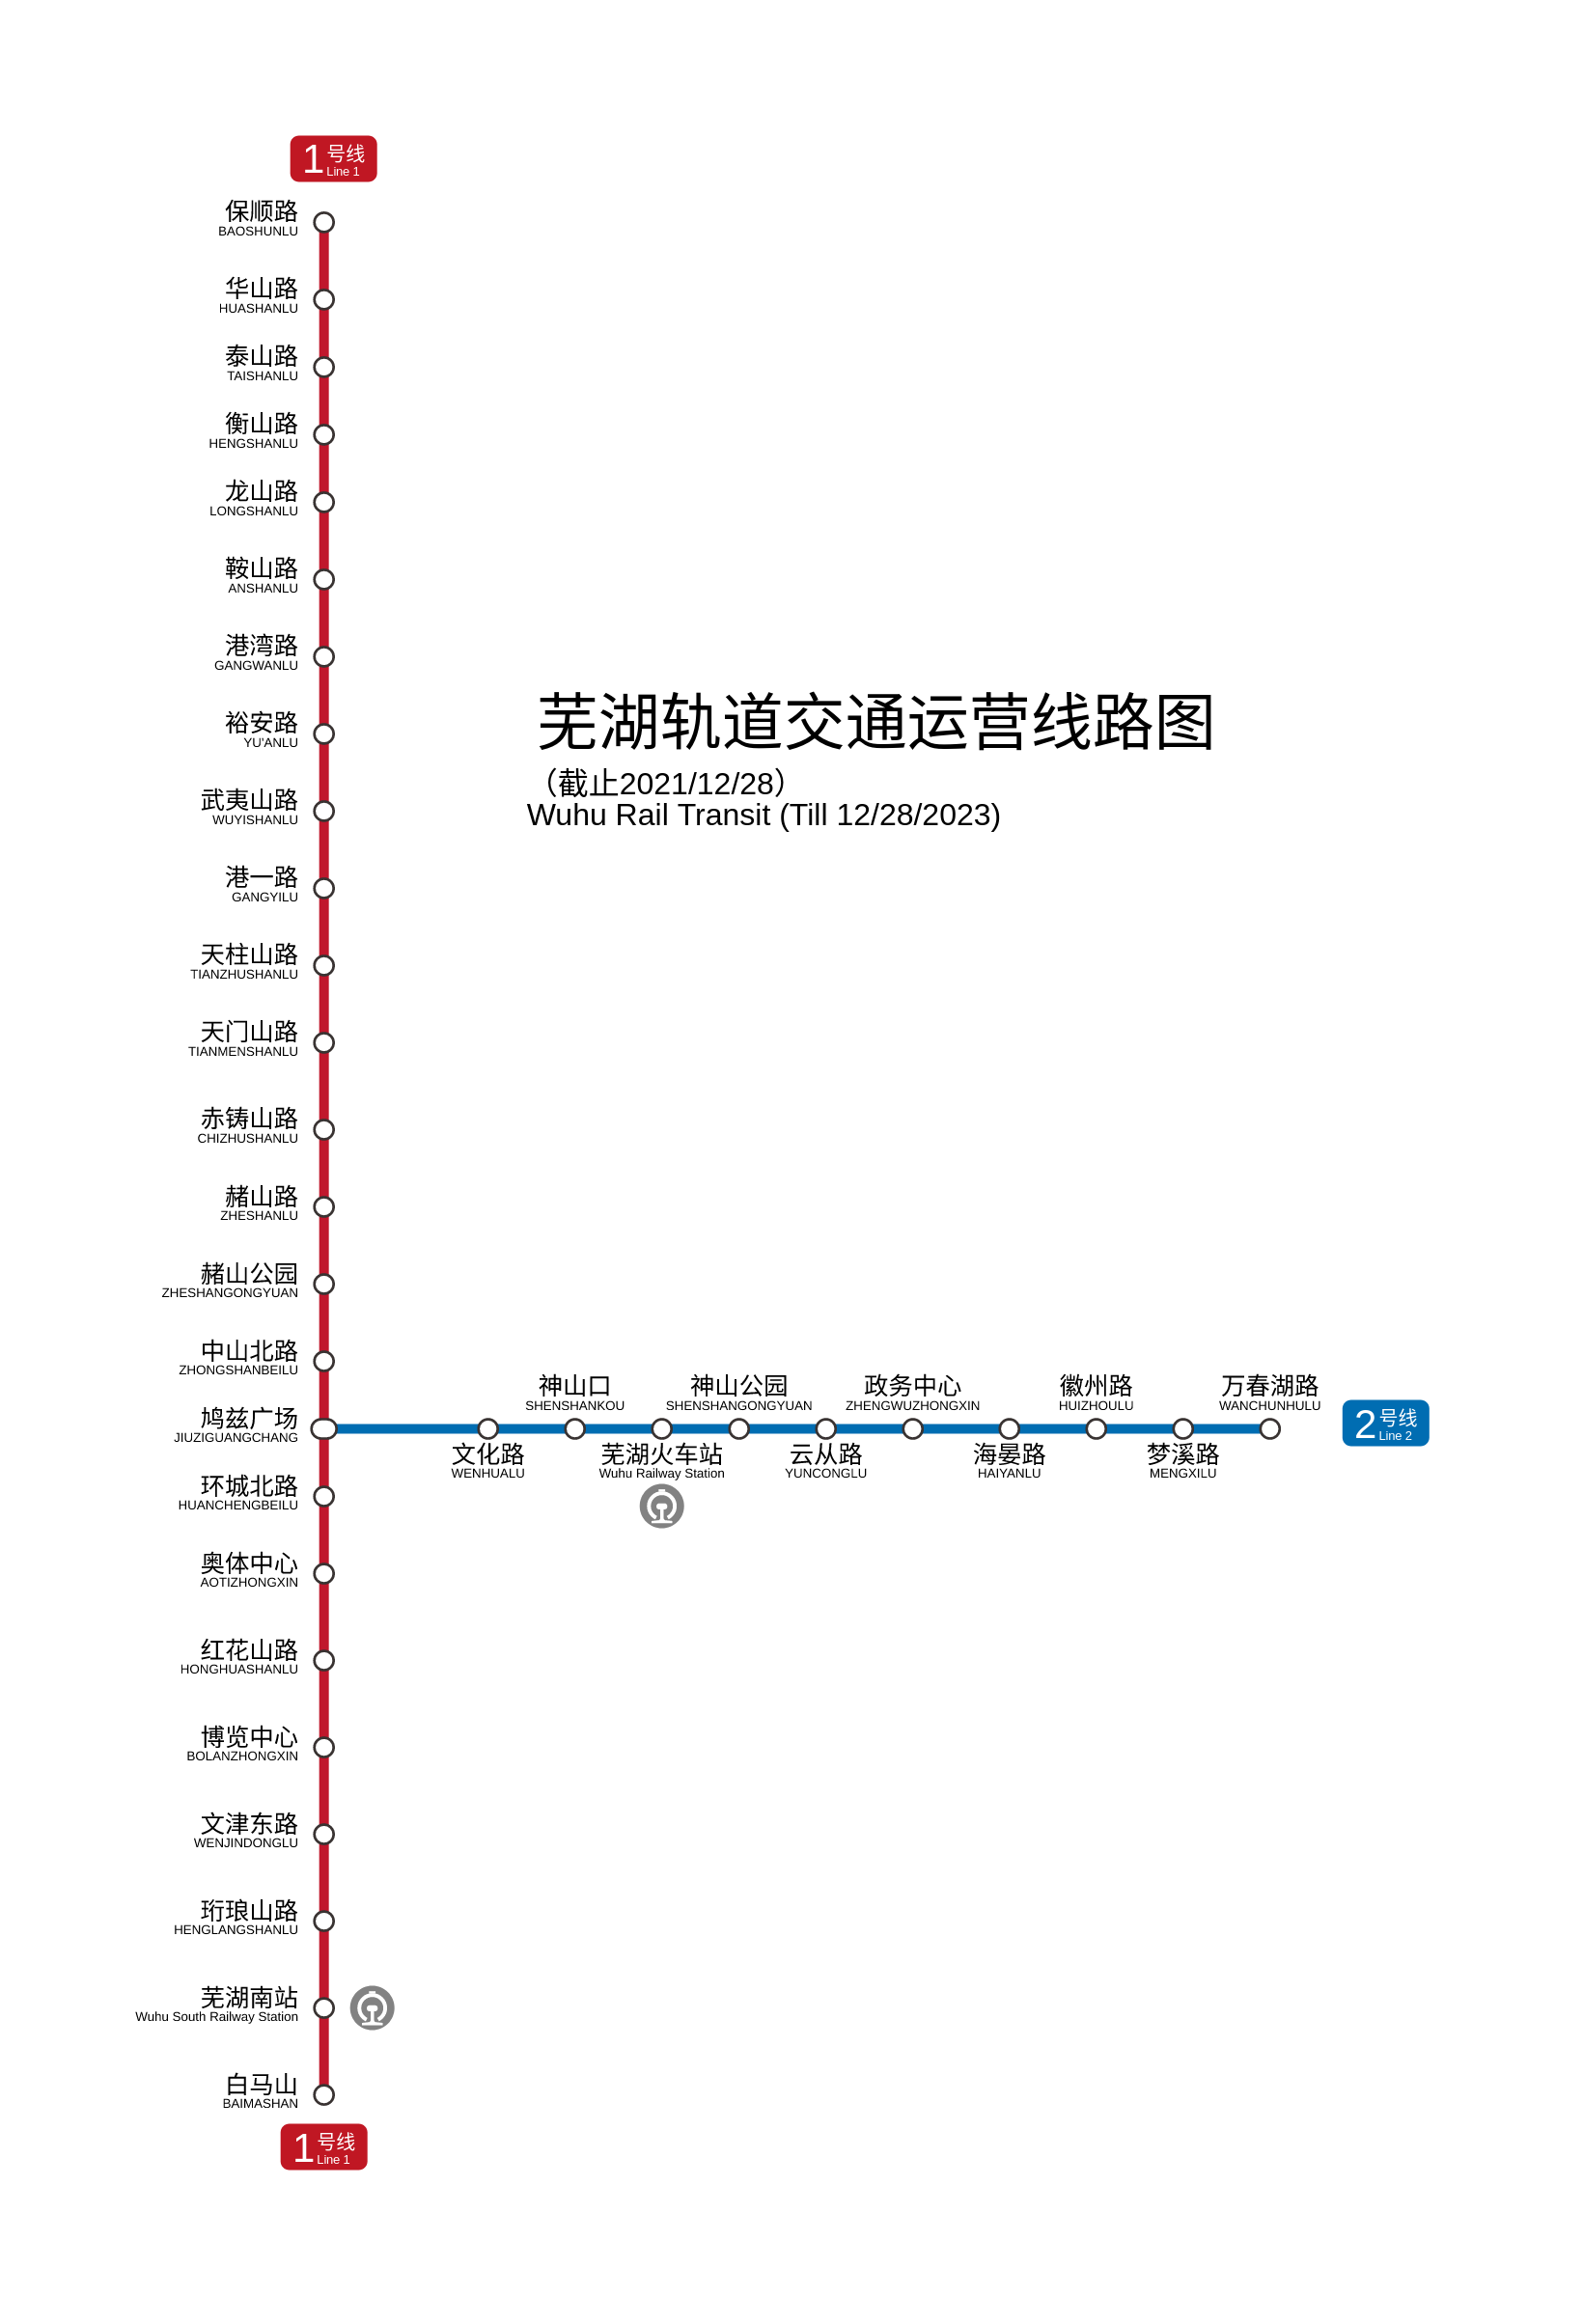 1 号线
Line 1
保顺路
BAOSHUNLU
华山路
HUASHANLU
泰山路
TAISHANLU
衡山路
HENGSHANLU
龙山路
LONGSHANLU
鞍山路
ANSHANLU
港湾路
GANGWANLU
裕安路
YU'ANLU
芜湖轨道交通运营线路图
（截止2021/12/28）
Wuhu Rail Transit (Till 12/28/2023)
武夷山路
WUYISHANLU
港一路
GANGYILU
天柱山路
TIANZHUSHANLU
天门山路
TIANMENSHANLU
赤铸山路
CHIZHUSHANLU
赭山路
ZHESHANLU
赭山公园
ZHESHANGONGYUAN
中山北路
ZHONGSHANBEILU
鸠兹广场
JIUZIGUANGCHANG
文化路
WENHUALU
神山口
SHENSHANKOU
芜湖火车站
Wuhu Railway Station
神山公园
SHENSHANGONGYUAN
云从路
YUNCONGLU
政务中心
ZHENGWUZHONGXIN
海晏路
HAIYANLU
徽州路
HUIZHOULU
梦溪路
MENGXILU
万春湖路
WANCHUNHULU
2 号线
Line 2
环城北路
HUANCHENGBEILU
奥体中心
AOTIZHONGXIN
红花山路
HONGHUASHANLU
博览中心
BOLANZHONGXIN
文津东路
WENJINDONGLU
珩琅山路
HENGLANGSHANLU
芜湖南站
Wuhu South Railway Station
白马山
BAIMASHAN
1 号线
Line 1